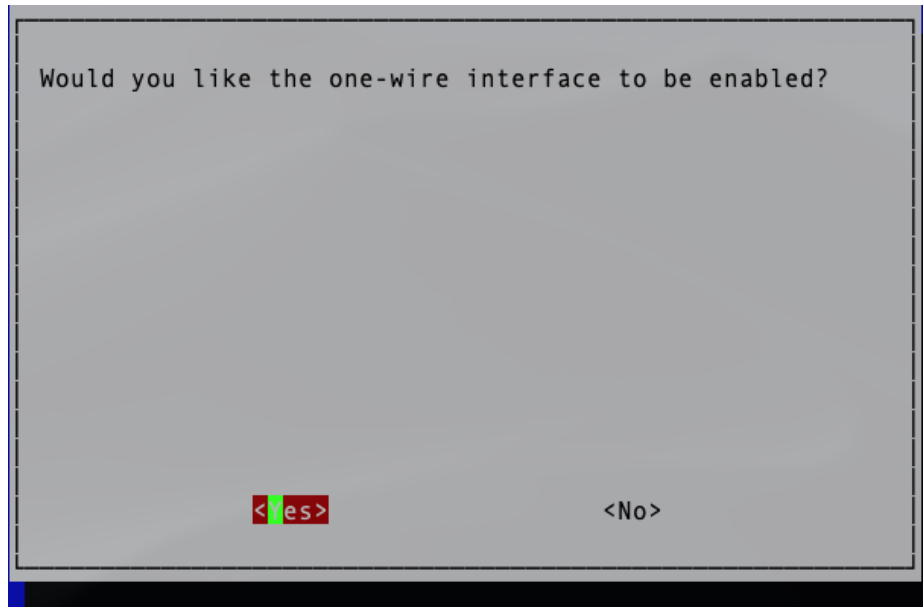 Would you like the one-wire interface to be enabled?
<Yes>
<No>